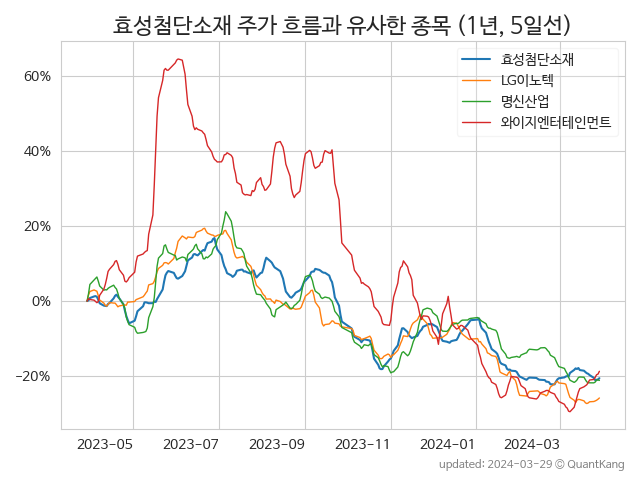 효성첨단소재 주가 흐름과 유사한 종목 (1년, 5일선)
효성첨단소재
LG이노텍
명신산업
와이지엔터테인먼트
60%
40%
20%
0%
−20%
2023−05 2023−07 2023−09 2023−11 2024−01 2024−03
updated: 2024-03-29 © QuantKang